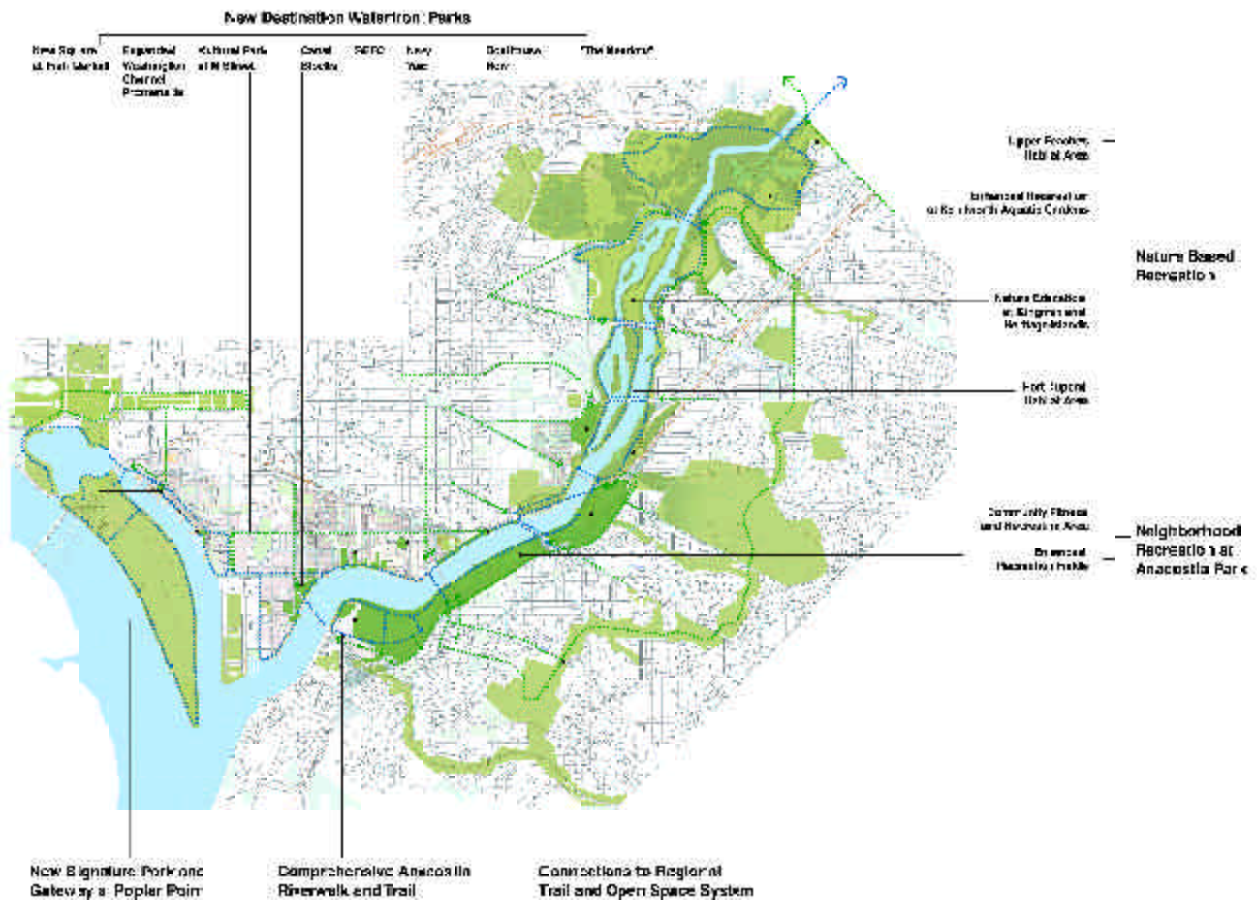 New Destination Waterfront Parks
New Square
at Fish Market
Expanded
Washington
Channel
Promenade
Cultural Park
at M Street
Canal
Blocks
SEFC
Navy
Yard
Boathouse
Row
"The Meadow"
Upper Reaches
Habitat Area
Enhanced Recreation
at Kenilworth Aquatic Gardens
Nature Based
Recreation
Nature Education
at Kingman and
Heritage Islands
Fort Dupont
Habitat Area
Community Fitness
and Recreation Area
Enhanced
Recreation Fields
Neighborhood
Recreation at
Anacostia Park
New Signature Park and
Gateway at Poplar Point
Comprehensive Anacostia
Riverwalk and Trail
Connections to Regional
Trail and Open Space System